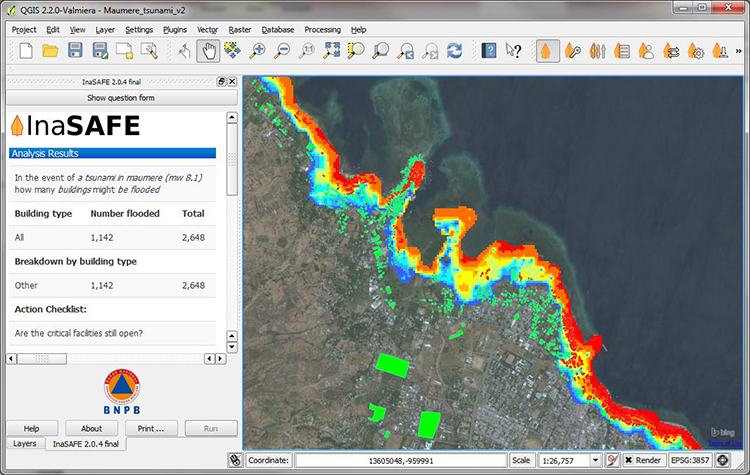 QGIS 2.2.0-Valmiera - Maumere_tsunami_v2
Project Edit View Layer Settings Plugins Vector Raster Database Processing Help
InaSAFE 2.0.4 final
Show question form
InaSAFE
Analysis Results
In the event of a tsunami in maumere (mw 8.1)
how many buildings might be flooded
Building type Number flooded Total
All 1,142 2,648
Breakdown by building type
Other 1,142 2,648
Action Checklist:
Are the critical facilities still open?
BNPB
Help About Print ... Run
Layers InaSAFE 2.0.4 final
bing
Terms of Use
Coordinate: 13605048,-959991 Scale 1:26,757 Render EPSG:3857